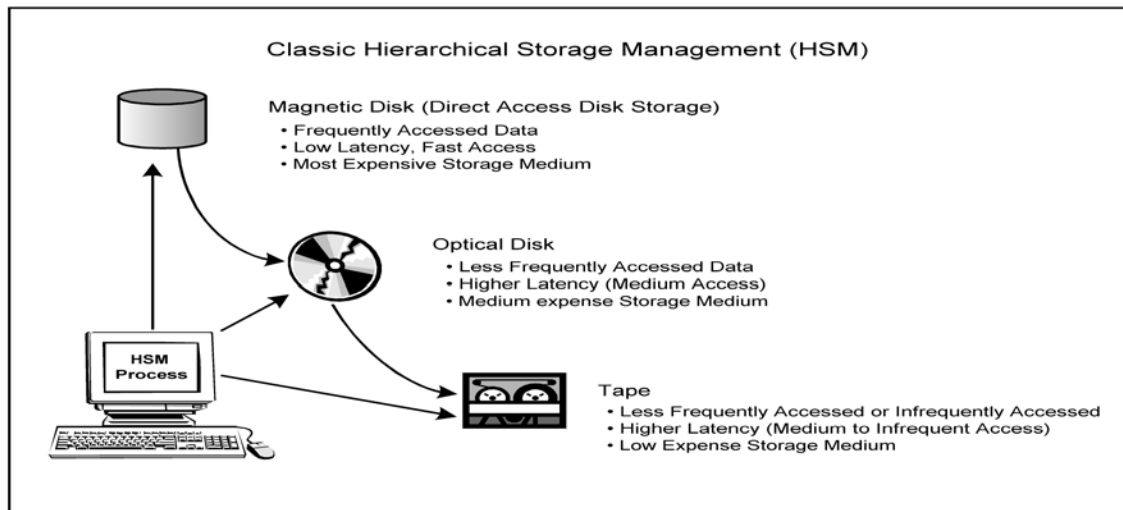 Classic Hierarchical Storage Management (HSM)
Magnetic Disk (Direct Access Disk Storage)
• Frequently Accessed Data
• Low Latency, Fast Access
• Most Expensive Storage Medium
Optical Disk
• Less Frequently Accessed Data
• Higher Latency (Medium Access)
• Medium expense Storage Medium
HSM
Process
Tape
• Less Frequently Accessed or Infrequently Accessed
• Higher Latency (Medium to Infrequent Access)
• Low Expense Storage Medium